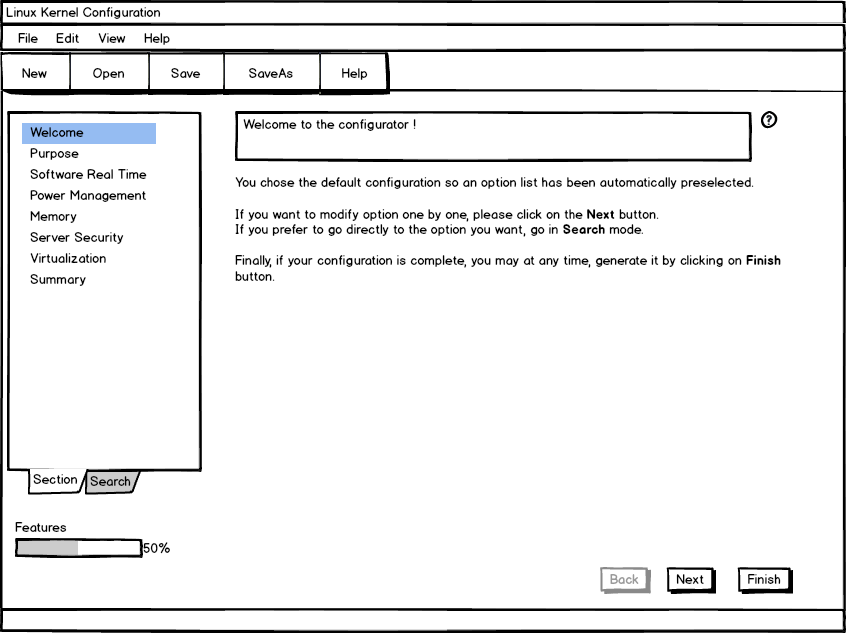 Linux Kernel Configuration
File Edit View Help
New Open Save SaveAs Help
Welcome
Purpose
Software Real Time
Power Management
Memory
Server Security
Virtualization
Summary
Section Search
Features
50%
Welcome to the configurator !
?
You chose the default configuration so an option list has been automatically preselected.
If you want to modify option one by one, please click on the Next button.
If you prefer to go directly to the option you want, go in Search mode.
Finally, if your configuration is complete, you may at any time, generate it by clicking on Finish
button.
Back Next Finish